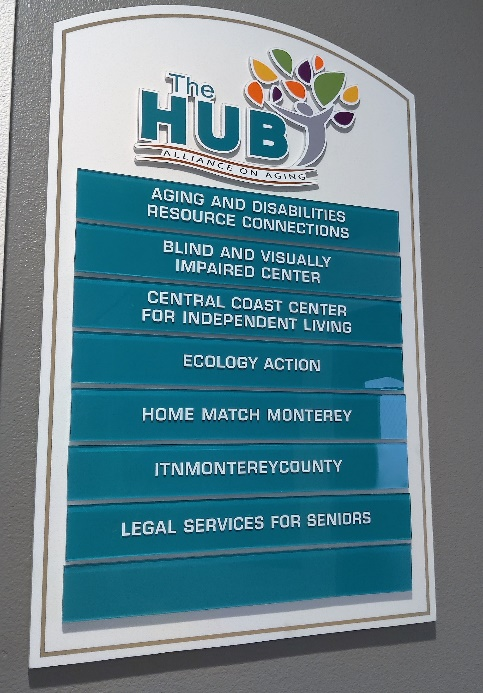 The
HUB
ALLIANCE ON AGING
AGING AND DISABILITIES
RESOURCE CONNECTIONS
BLIND AND VISUALLY
IMPAIRED CENTER
CENTRAL COAST CENTER
FOR INDEPENDENT LIVING
ECOLOGY ACTION
HOME MATCH MONTEREY
ITNMONTEREYCOUNTY
LEGAL SERVICES FOR SENIORS